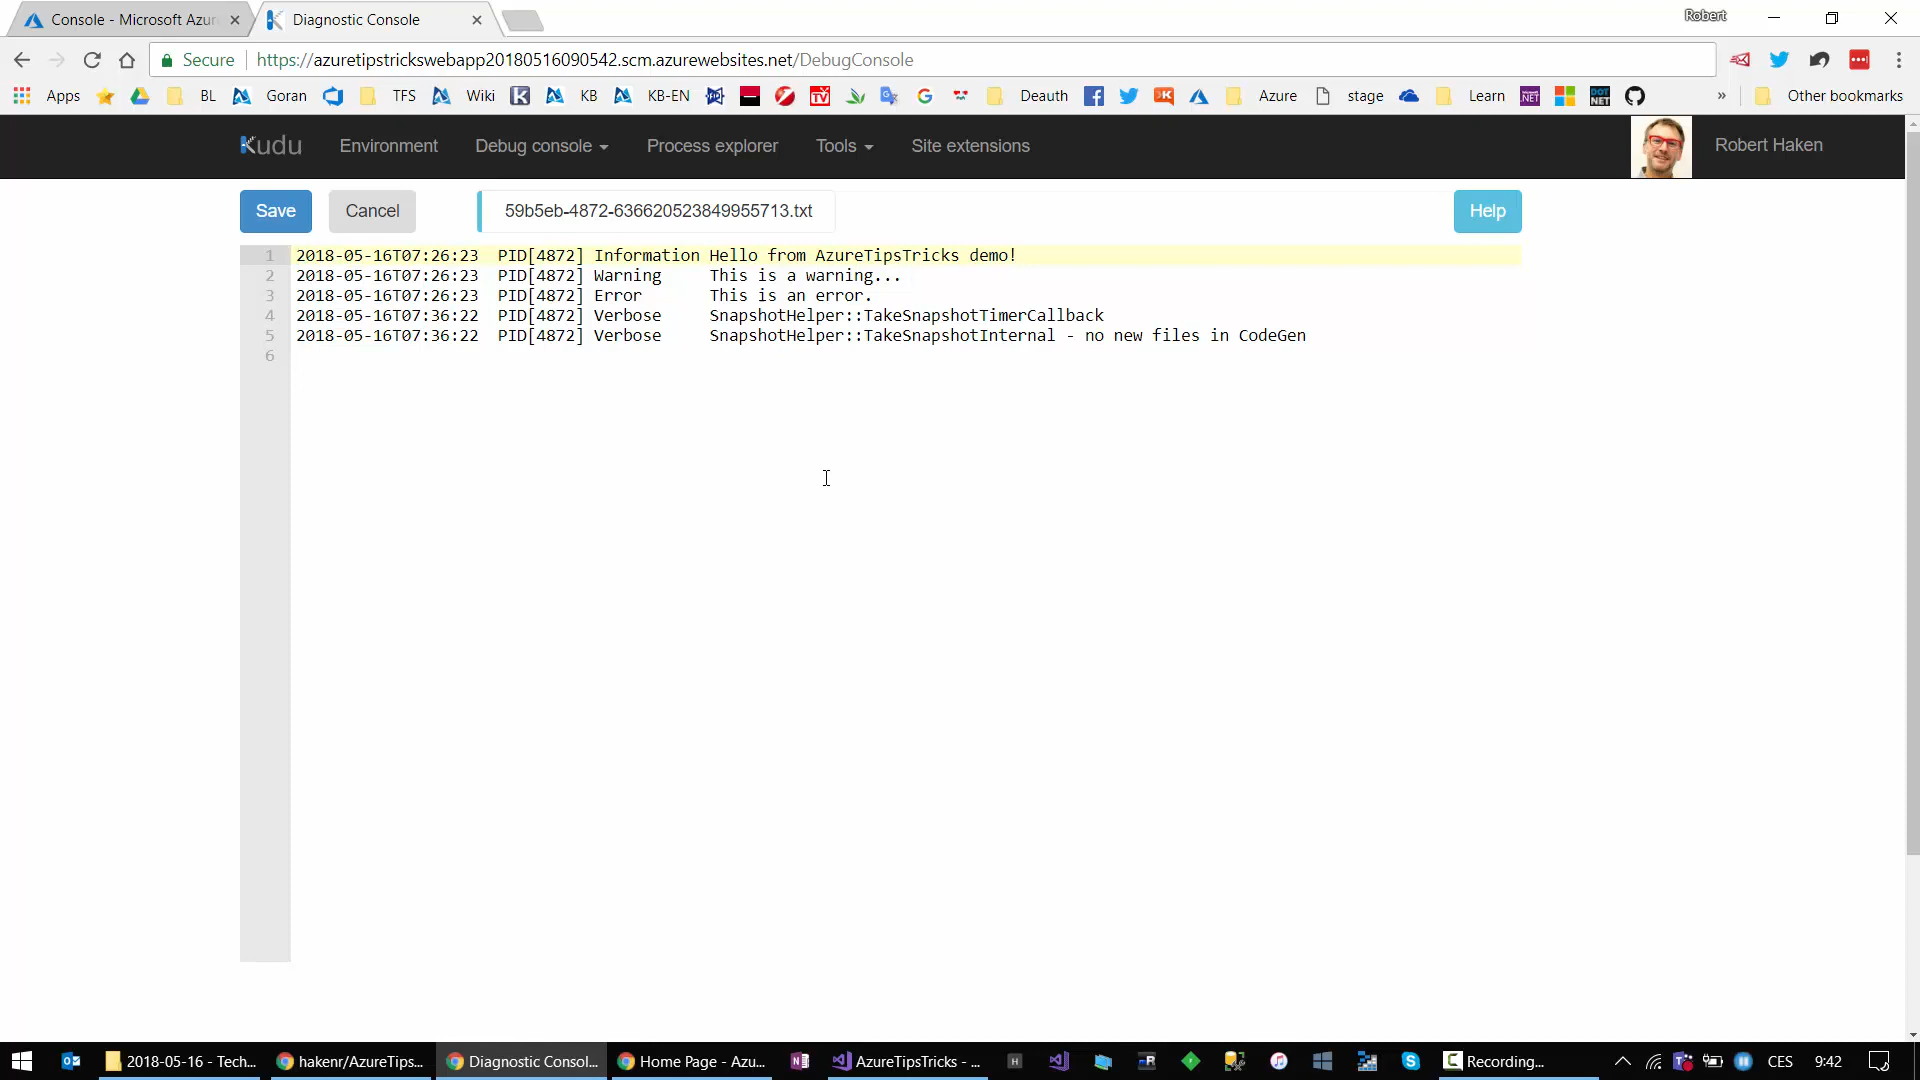 Console - Microsoft Azur
Diagnostic Console
Robert
Secure
https://azuretipstrickswebapp20180516090542.scm.azurewebsites.net/DebugConsole
Apps
BL
Goran
TFS
Wiki
KB
KB-EN
Deauth
Azure
stage
Learn
»
Other bookmarks
Kudu
Environment
Debug console
Process explorer
Tools
Site extensions
Robert Haken
Save
Cancel
59b5eb-4872-636620523849955713.txt
Help
1 2018-05-16T07:26:23 PID[4872] Information Hello from AzureTipsTricks demo!
2 2018-05-16T07:26:23 PID[4872] Warning This is a warning...
3 2018-05-16T07:26:23 PID[4872] Error This is an error.
4 2018-05-16T07:36:22 PID[4872] Verbose SnapshotHelper::TakeSnapshotTimerCallback
5 2018-05-16T07:36:22 PID[4872] Verbose SnapshotHelper::TakeSnapshotInternal - no new files in CodeGen
6
2018-05-16 - Tech...
hakenr/AzureTips...
Diagnostic Consol...
Home Page - Azu...
AzureTipsTricks - ...
Recording...
CES
9:42